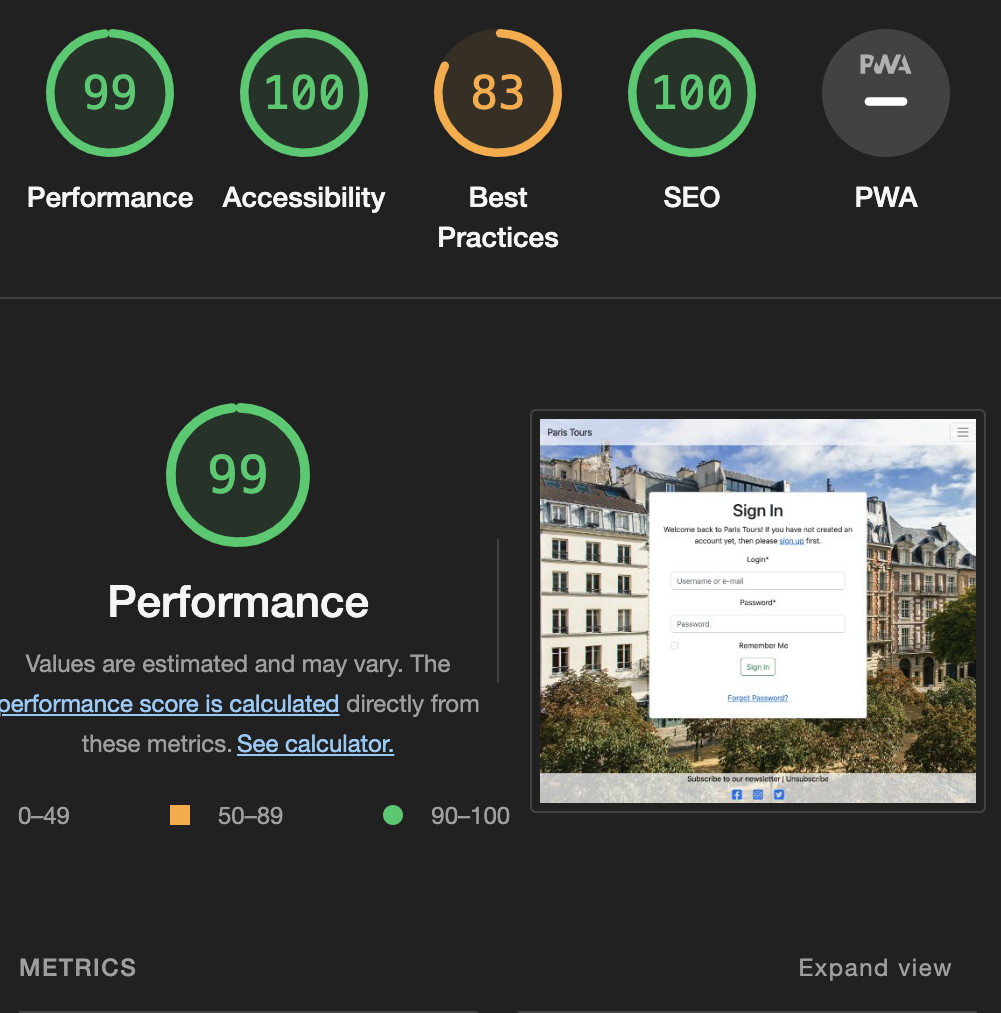 99
100
83
100
PWA
Performance
Accessibility
Best
Practices
SEO
PWA
99
Performance
Values are estimated and may vary. The
performance score is calculated directly from
these metrics. See calculator.
0–49
50–89
90–100
Paris Tours
Sign In
Welcome back to Paris Tours! If you have not created an
account yet, then please sign up first.
Login*
Username or e-mail
Password*
Password
Remember Me
Sign In
Forgot Password?
Subscribe to our newsletter | Unsubscribe
METRICS
Expand view